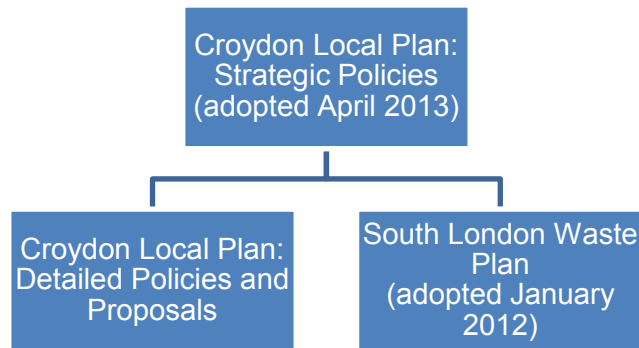 Croydon Local Plan:
Strategic Policies
(adopted April 2013)
Croydon Local Plan:
Detailed Policies and
Proposals
South London Waste
Plan
(adopted January
2012)